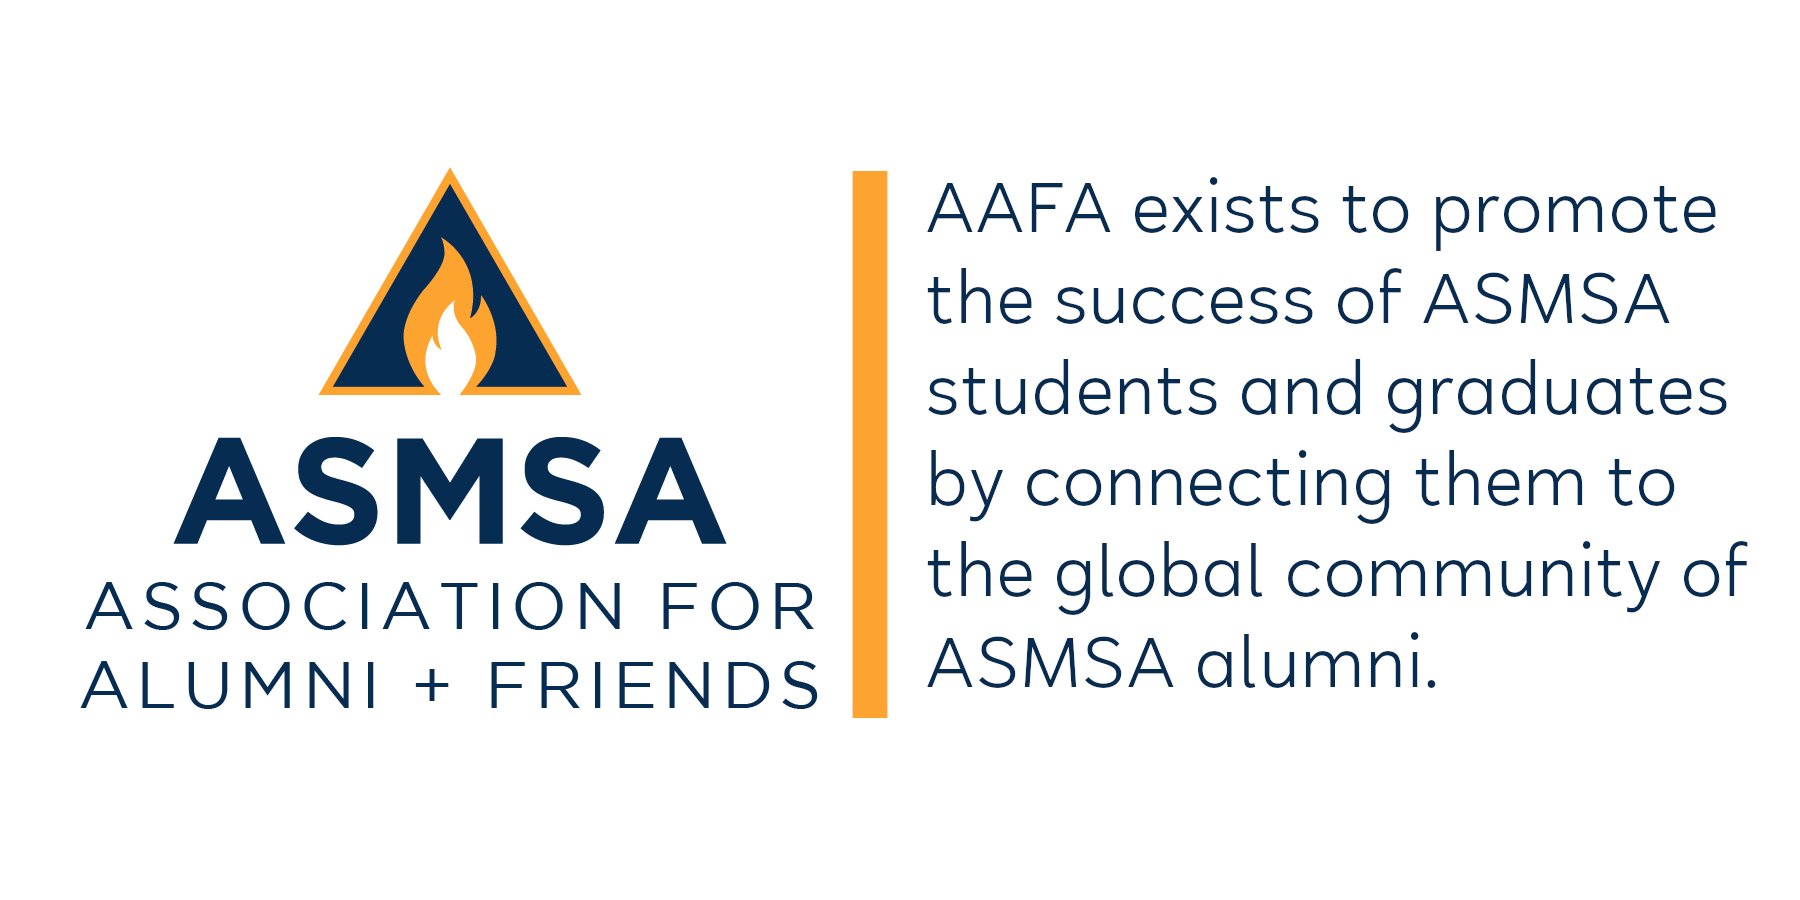 ASMSA
ASSOCIATION FOR
ALUMNI + FRIENDS
AAFA exists to promote
the success of ASMSA
students and graduates
by connecting them to
the global community of
ASMSA alumni.